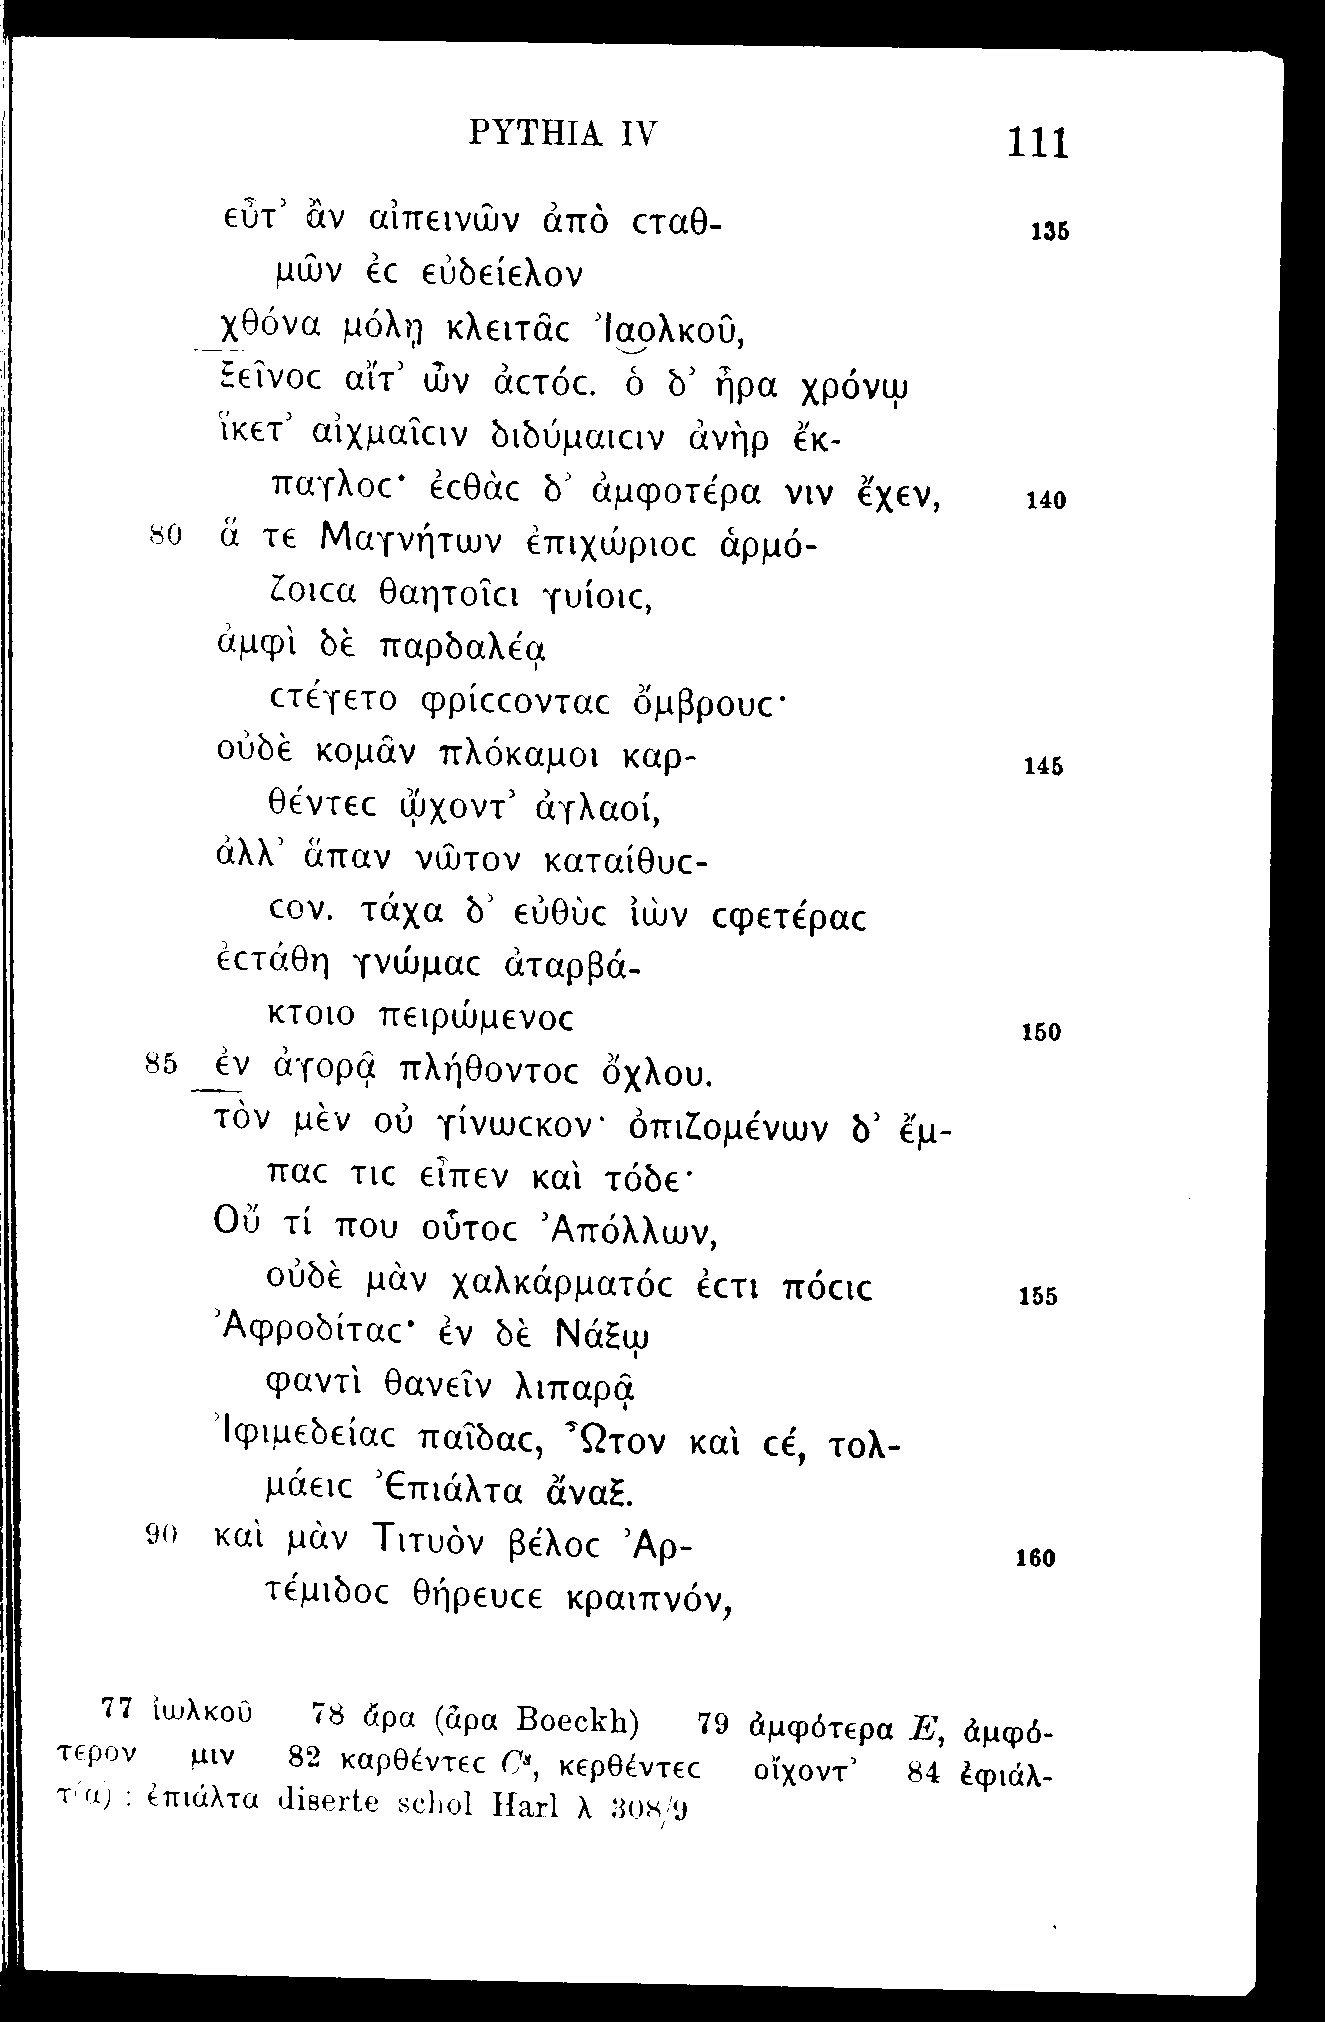 PYTHIA IV 111
εὖτ’ ἂν αἰπεινῶν ἀπὸ σταθ- 135
μῶν ἐς εὐδείελον
χθόνα μόλῃ κλειτᾶς Ἰαολκοῦ,
ξεῖνος αἴτ’ ὢν ἀστός. ὁ δ’ ἦρα χρόνῳ
ἵκετ’ αἰχμαῖσιν διδύμαισιν ἀνὴρ ἔκ-
παγλος· ἐσθὰς δ’ ἀμφοτέρα νιν ἔχεν, 140
80 ἅ τε Μαγνήτων ἐπιχώριος ἁρμό-
ζοισα θαητοῖσι γυίοις,
ἀμφὶ δὲ παρδαλέᾳ
στέγετο φρίσσοντας ὄμβρους·
οὐδὲ κομᾶν πλόκαμοι καρ- 145
θέντες ᾤχοντ’ ἀγλαοί,
ἀλλ’ ἅπαν νῶτον καταίθυς-
σον. τάχα δ’ εὐθὺς ἰὼν σφετέρας
ἐστάθη γνώμας ἀταρβά-
κτοιο πειρώμενος 150
85 ἐν ἀγορᾷ πλήθοντος ὄχλου.
τὸν μὲν οὐ γίνωσκον· ὀπιζομένων δ’ ἔμ-
πας τις εἶπεν καὶ τόδε·
Οὔ τί που οὗτος Ἀπόλλων,
οὐδὲ μὰν χαλκάρματός ἐστι πόσις 155
Ἀφροδίτας· ἐν δὲ Νάξῳ
φαντὶ θανεῖν λιπαρᾷ
Ἰφιμεδείας παῖδας, Ὦτον καὶ σέ, τολ-
μάεις Ἐπιάλτα ἄναξ.
90 καὶ μὰν Τιτυὸν βέλος Ἀρ- 160
τέμιδος θήρευσε κραιπνόν,
77 ἰωλκοῦ 78 ἄρα (ἆρα Boeckh) 79 ἀμφότερα E, ἀμφό-
τερον μιν 82 καρθέντες Cˢ, κερθέντες οἴχοντ’ 84 ἐφιάλ-
τ(α) : ἐπιάλτα diserte schol Harl λ 308/9